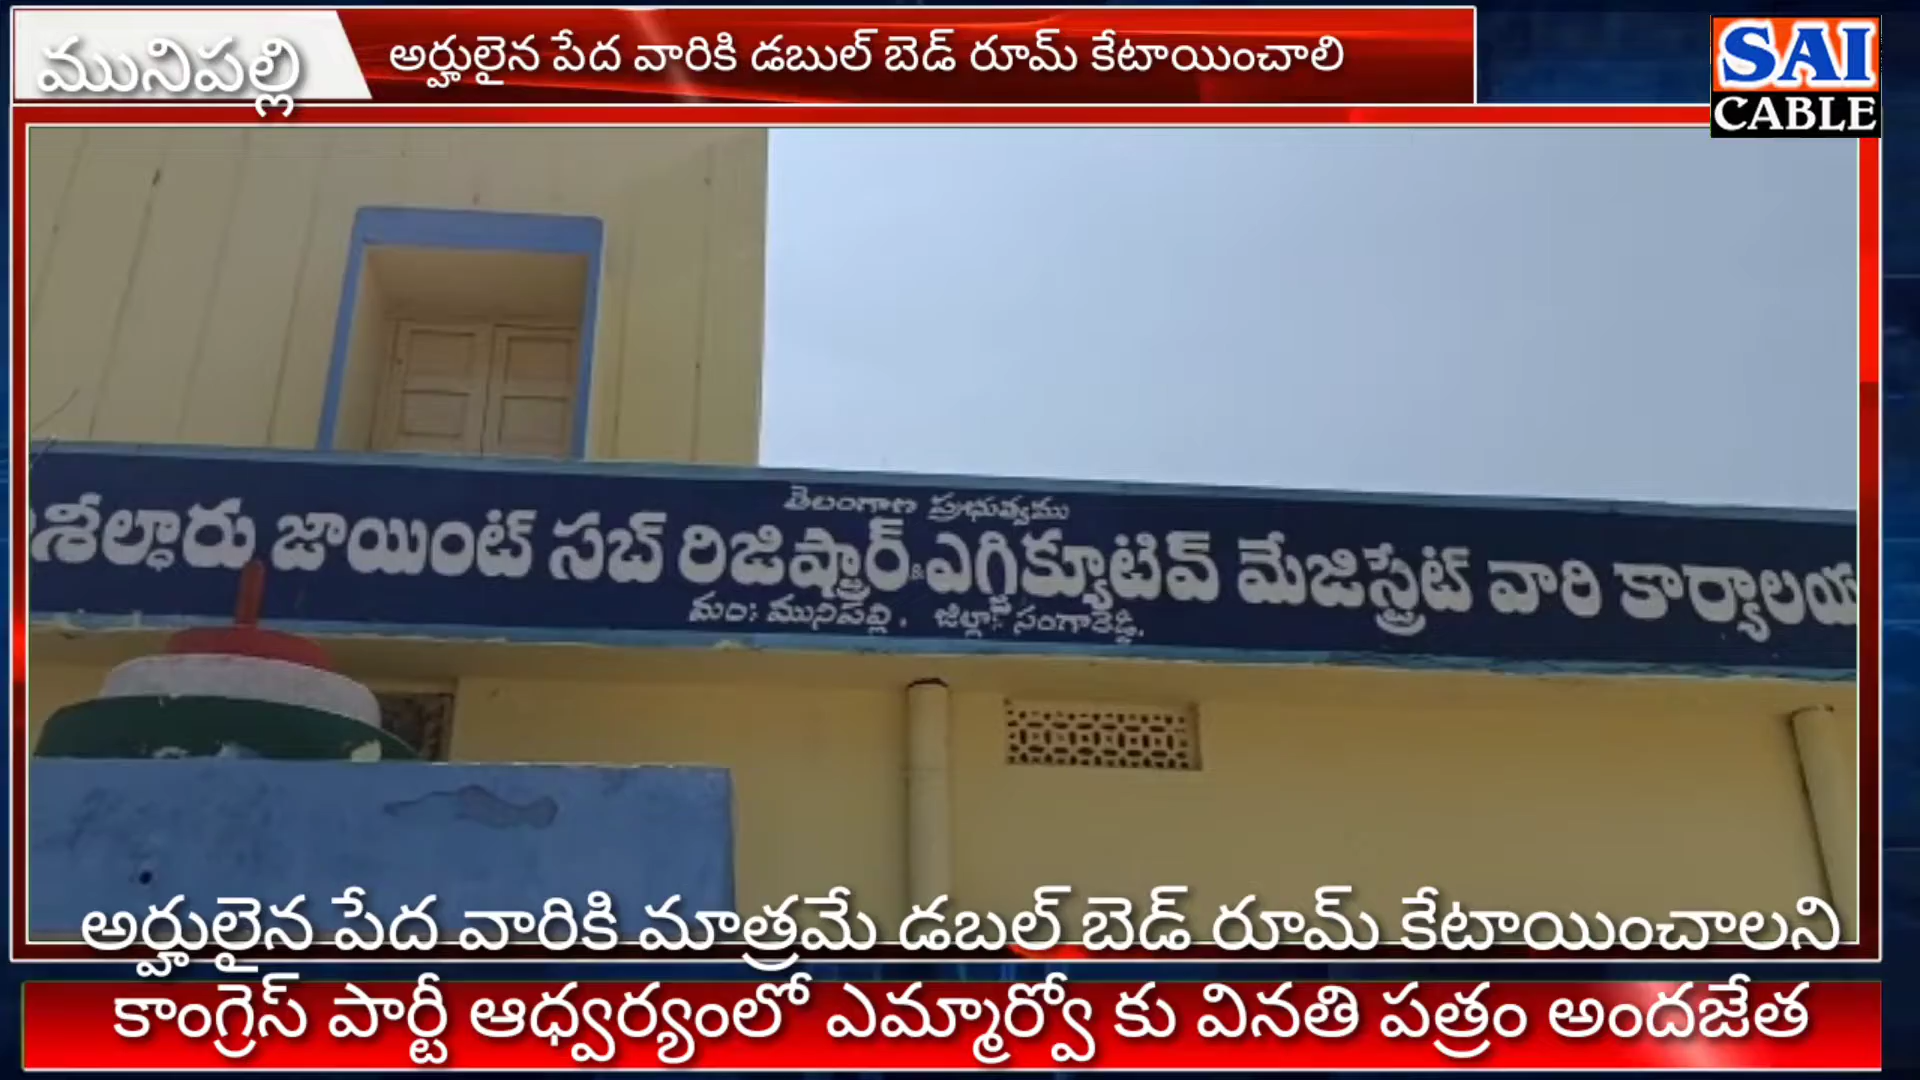 మునిపల్లి
అర్హులైన పేద వారికి డబుల్ బెడ్ రూమ్ కేటాయించాలి
SAI
CABLE
తెలంగాణ ప్రభుత్వము
జాయింట్ సబ్ రిజిష్ట్రార్ & ఎగ్జిక్యూటివ్ మేజిస్ట్రేట్ వారి
మం: మునిపల్లి, జిల్లా: సంగారెడ్డి.
అర్హులైన పేద వారికి మాత్రమే డబల్ బెడ్ రూమ్ కేటాయించాలని
కాంగ్రెస్ పార్టీ ఆధ్వర్యంలో ఎమ్మార్వో కు వినతి పత్రం అందజేత